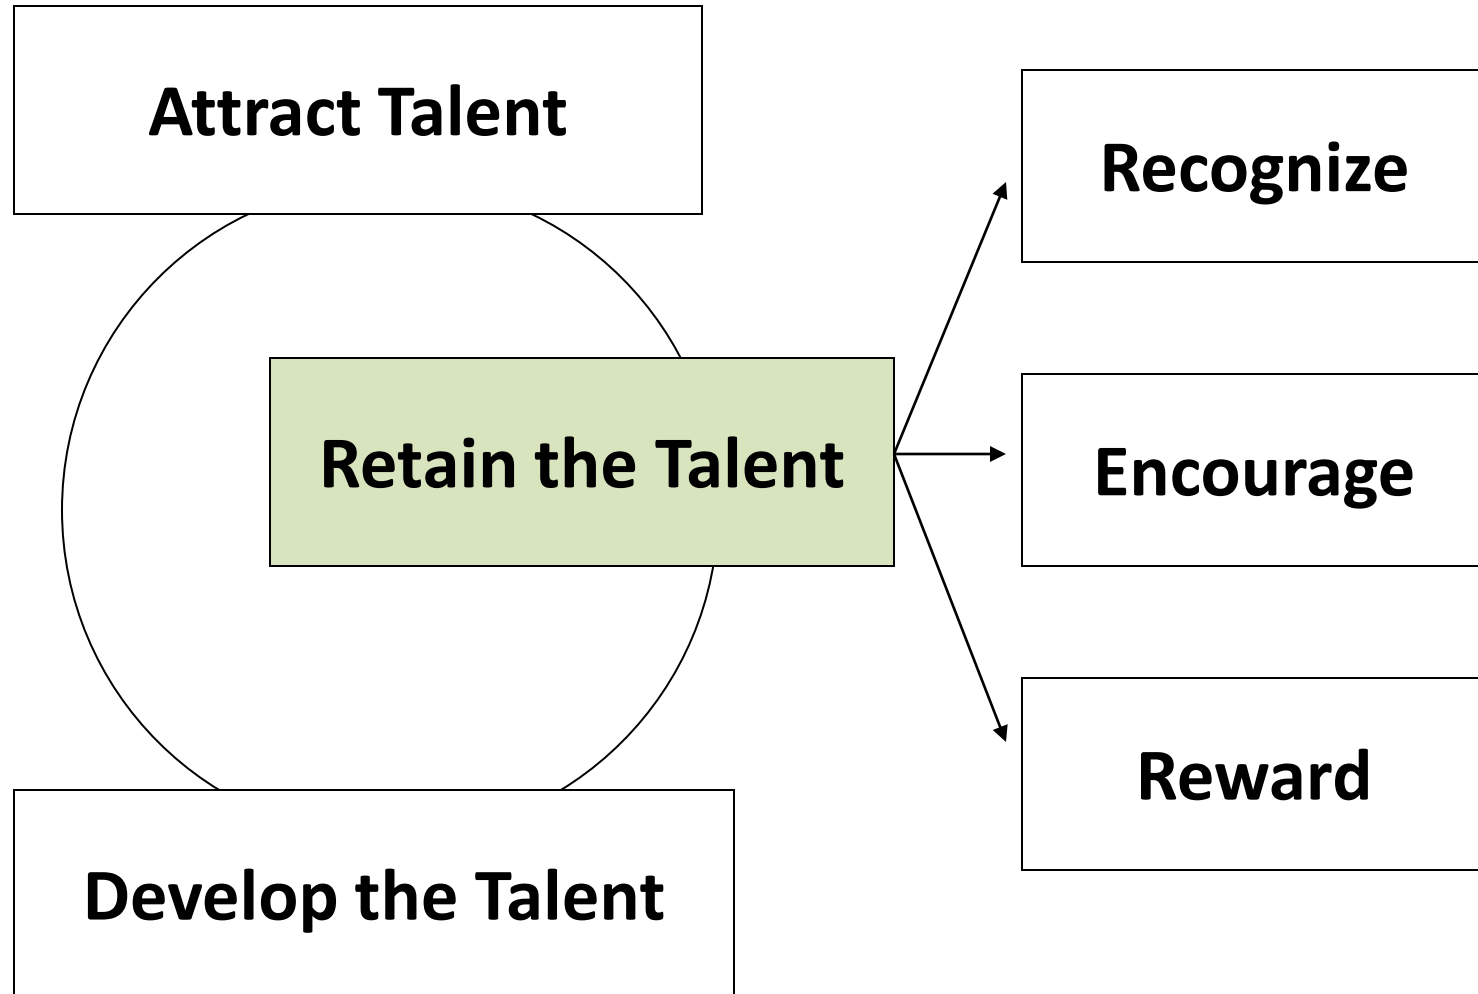 Attract Talent
Retain the Talent
Develop the Talent
Recognize
Encourage
Reward